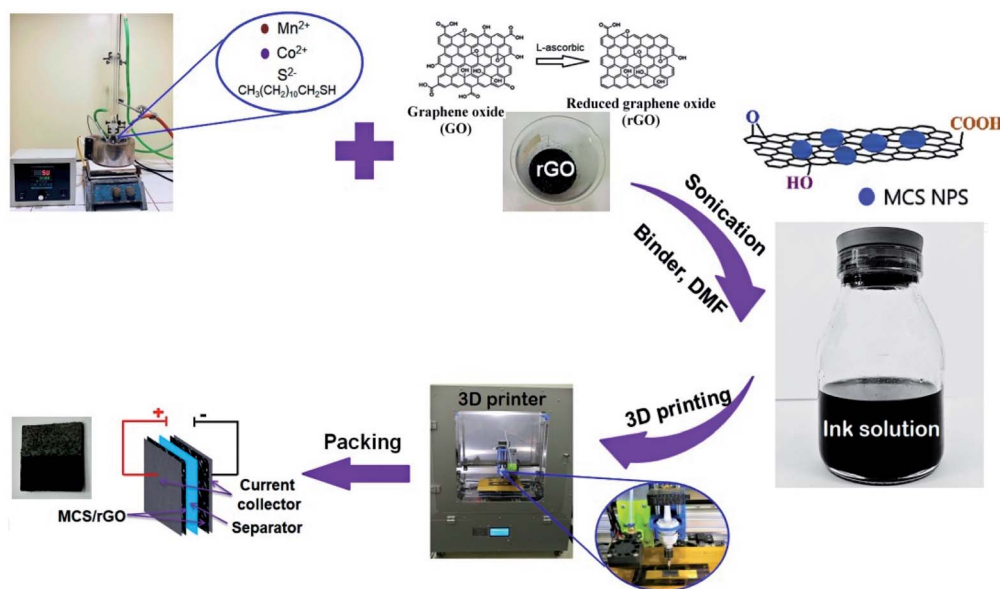 Mn2+
Co2+
S2-
CH3(CH2)10CH2SH
L-ascorbic
Graphene oxide
(GO)
Reduced graphene oxide
(rGO)
rGO
O
COOH
HO
MCS NPS
Sonication
Binder, DMF
Ink solution
3D printing
3D printer
Packing
+
-
Current
collector
Separator
MCS/rGO